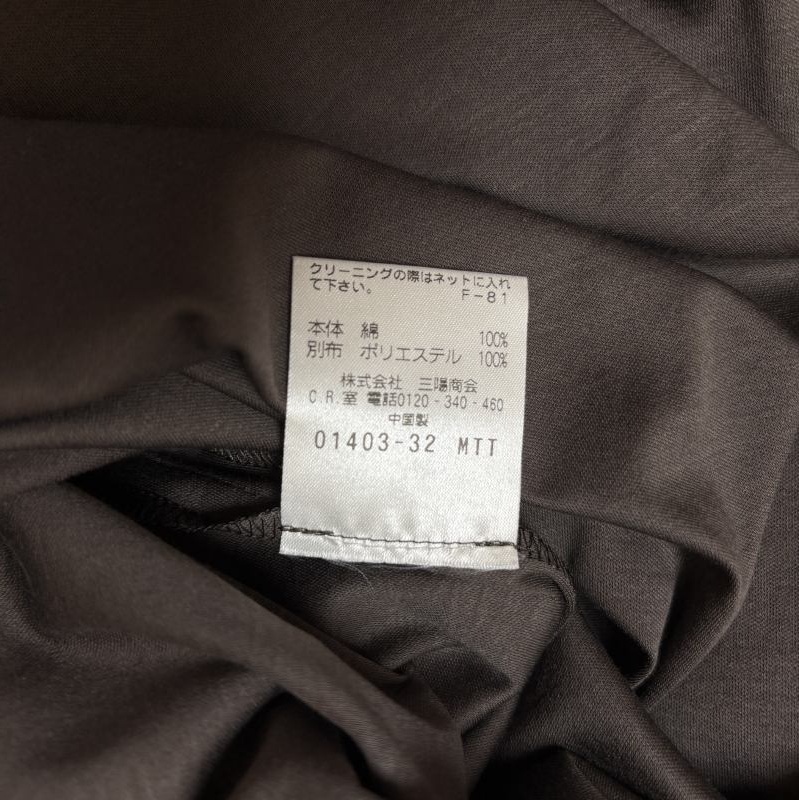 クリーニングの際はネットに入れ
て下さい。 F-81
本体 綿 100%
別布 ポリエステル 100%
株式会社 三陽商会
C.R.室 電話0120-340-460
中国製
01403-32 MTT